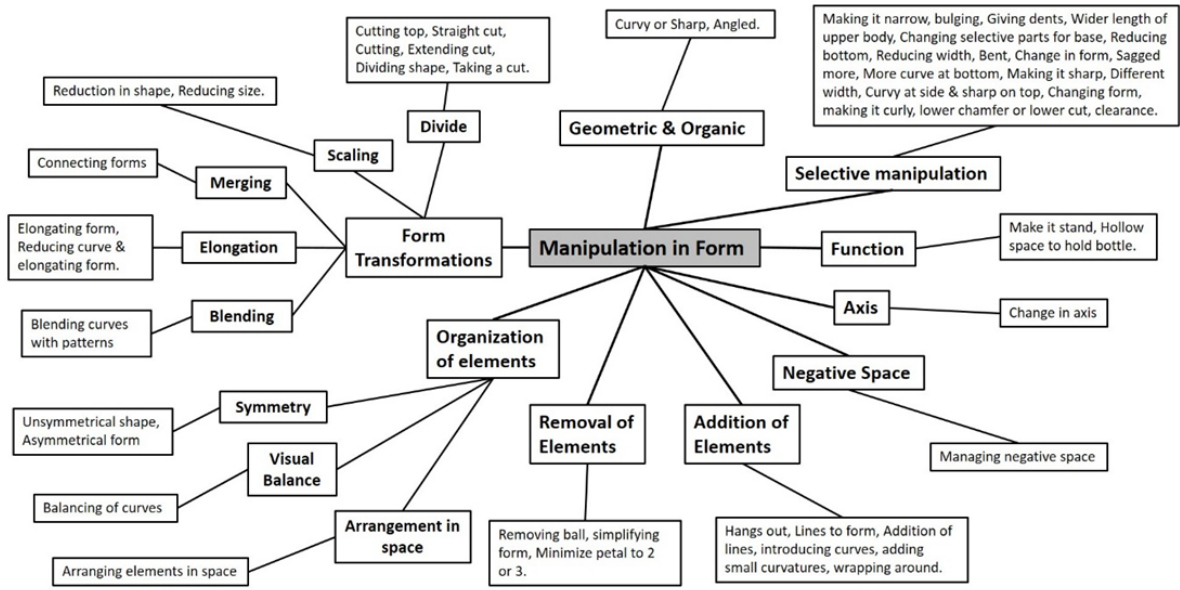 Cutting top, Straight cut,
Cutting, Extending cut,
Dividing shape, Taking a cut.
Curvy or Sharp, Angled.
Making it narrow, bulging, Giving dents, Wider length of
upper body, Changing selective parts for base, Reducing
bottom, Reducing width, Bent, Change in form, Sagged
more, More curve at bottom, Making it sharp, Different
width, Curvy at side & sharp on top, Changing form,
making it curly, lower chamfer or lower cut, clearance.
Reduction in shape, Reducing size.
Divide
Geometric & Organic
Scaling
Connecting forms
Merging
Selective manipulation
Elongating form,
Reducing curve &
elongating form.
Elongation
Form
Transformations
Manipulation in Form
Function
Make it stand, Hollow
space to hold bottle.
Blending
Blending curves
with patterns
Axis
Change in axis
Organization
of elements
Negative Space
Symmetry
Unsymmetrical shape,
Asymmetrical form
Removal of
Elements
Addition of
Elements
Managing negative space
Visual
Balance
Balancing of curves
Arrangement in
space
Arranging elements in space
Removing ball, simplifying
form, Minimize petal to 2
or 3.
Hangs out, Lines to form, Addition of
lines, introducing curves, adding
small curvatures, wrapping around.